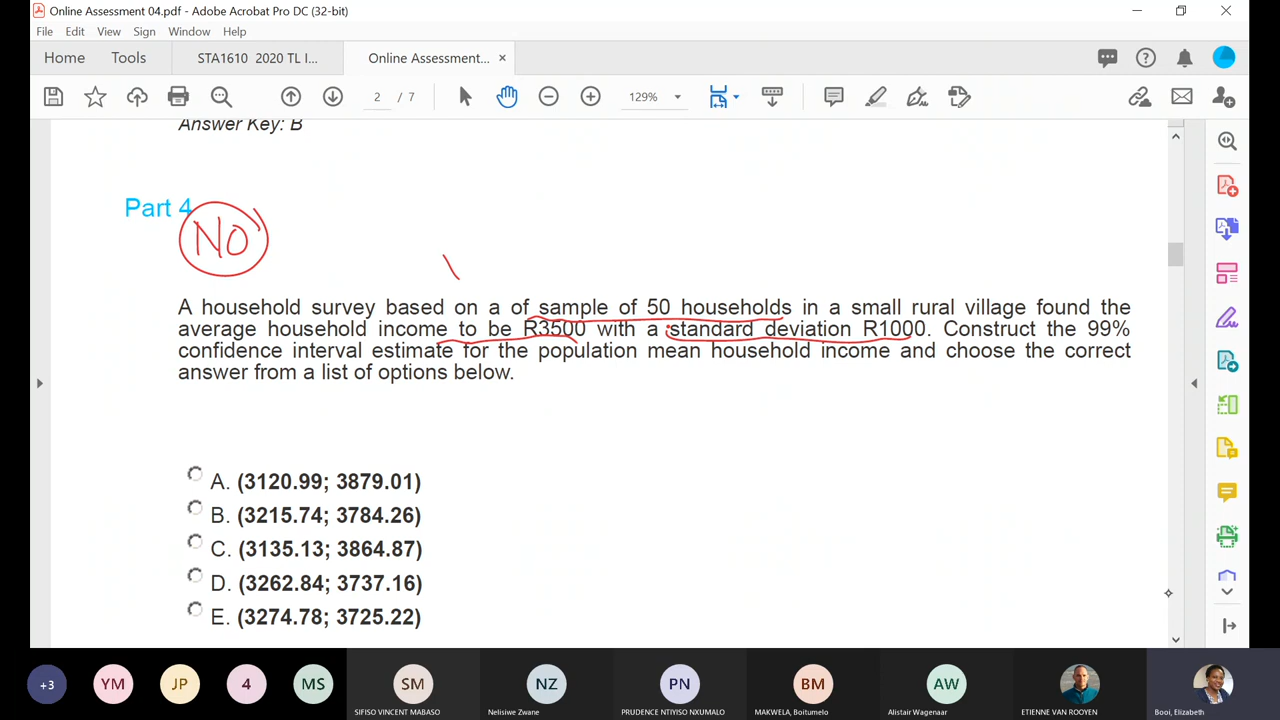 Online Assessment 04.pdf - Adobe Acrobat Pro DC (32-bit)
File Edit View Sign Window Help
Home Tools STA1610 2020 TL I... Online Assessment... ×
2 / 7 129%
Answer Key: B
Part 4
NO
A household survey based on a of sample of 50 households in a small rural village found the
average household income to be R3500 with a standard deviation R1000. Construct the 99%
confidence interval estimate for the population mean household income and choose the correct
answer from a list of options below.
A. (3120.99; 3879.01)
B. (3215.74; 3784.26)
C. (3135.13; 3864.87)
D. (3262.84; 3737.16)
E. (3274.78; 3725.22)
+3 YM JP 4 MS SM NZ PN BM AW
SIFISO VINCENT MABASO Nelisiwe Zwane PRUDENCE NTIYISO NXUMALO MAKWELA, Boitumelo Alistair Wagenaar ETIENNE VAN ROOYEN Booi, Elizabeth